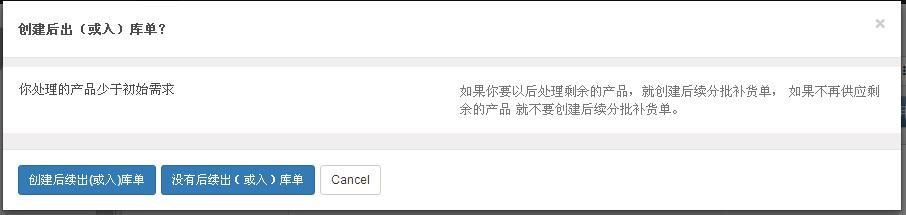 创建后出（或入）库单？
×
你处理的产品少于初始需求
如果你要以后处理剩余的产品，就创建后续分批补货单， 如果不再供应剩
余的产品 就不要创建后续分批补货单。
创建后续出(或入)库单
没有后续出（或入）库单
Cancel